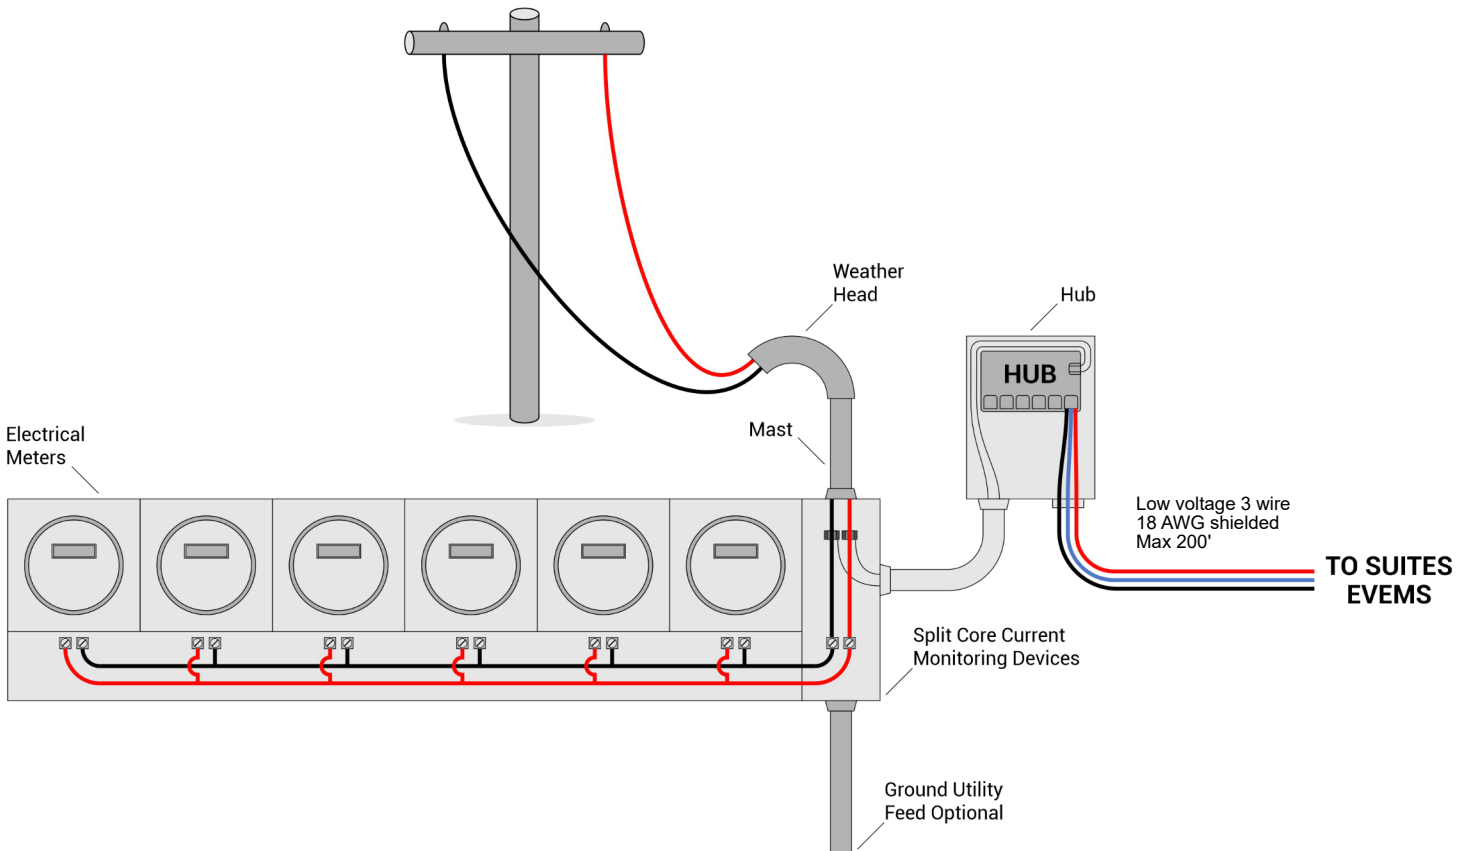 Weather
Head
Hub
HUB
Mast
Electrical
Meters
Low voltage 3 wire
18 AWG shielded
Max 200'
TO SUITES
EVEMS
Split Core Current
Monitoring Devices
Ground Utility
Feed Optional